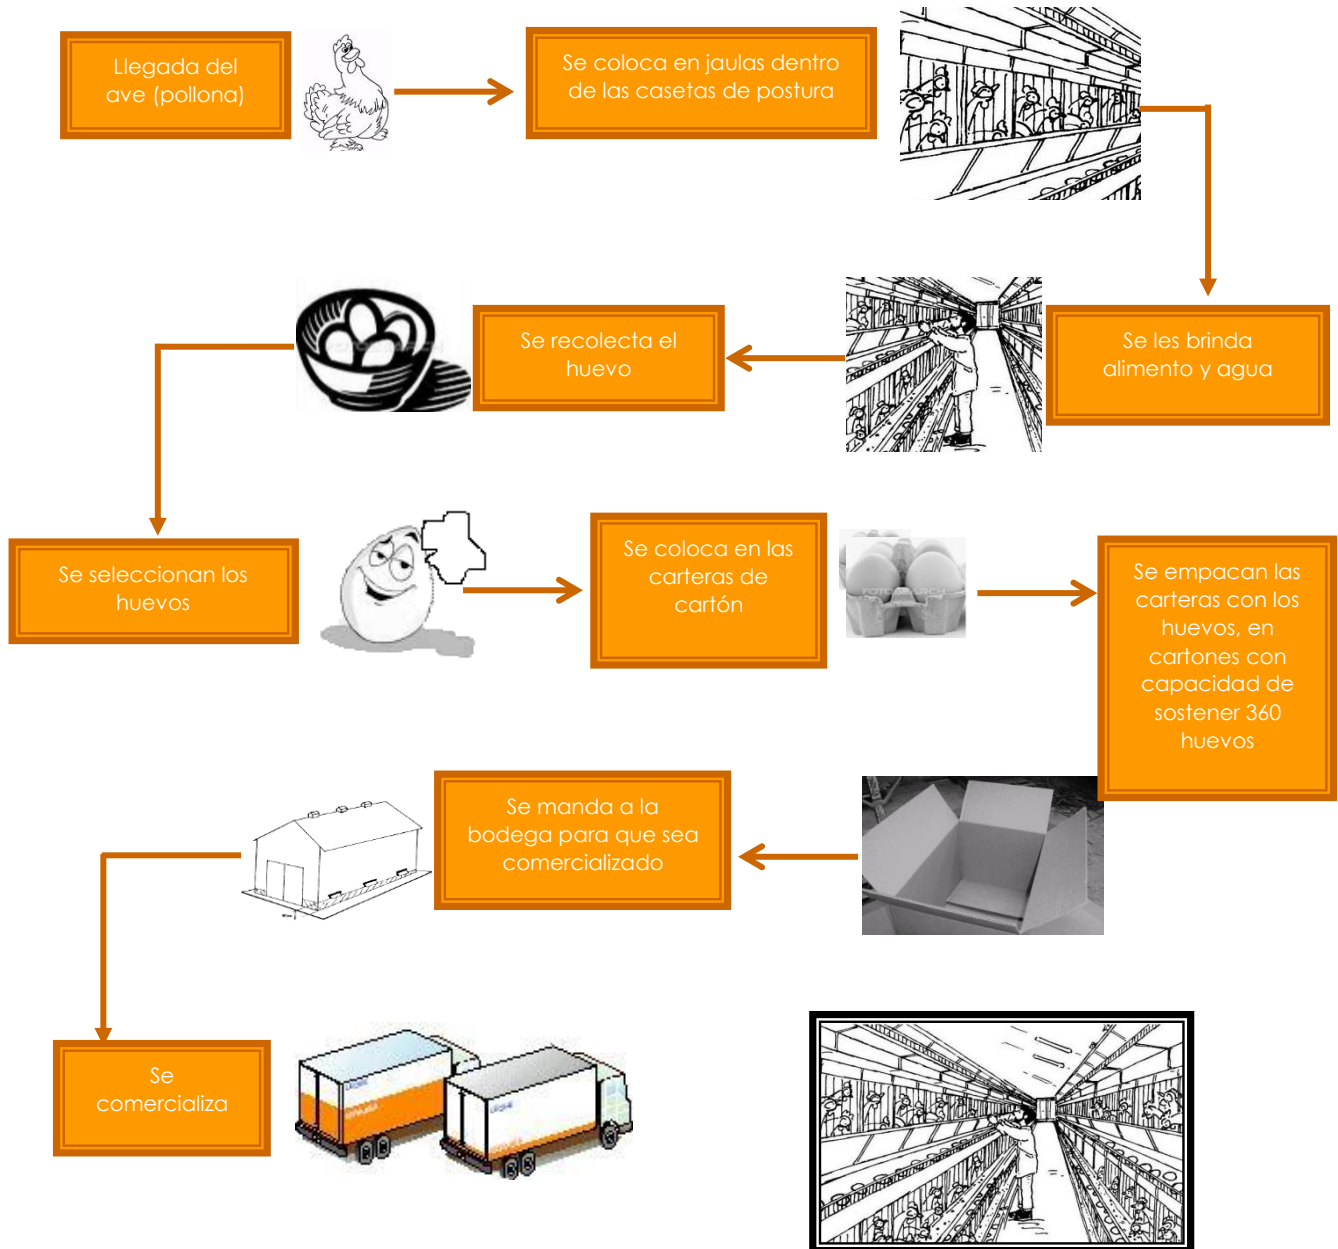 Llegada del
ave (pollona)
Se coloca en jaulas dentro
de las casetas de postura
Se les brinda
alimento y agua
Se recolecta el
huevo
Se seleccionan los
huevos
Se coloca en las
carteras de
cartón
Se empacan las
carteras con los
huevos, en
cartones con
capacidad de
sostener 360
huevos
Se manda a la
bodega para que sea
comercializado
Se
comercializa